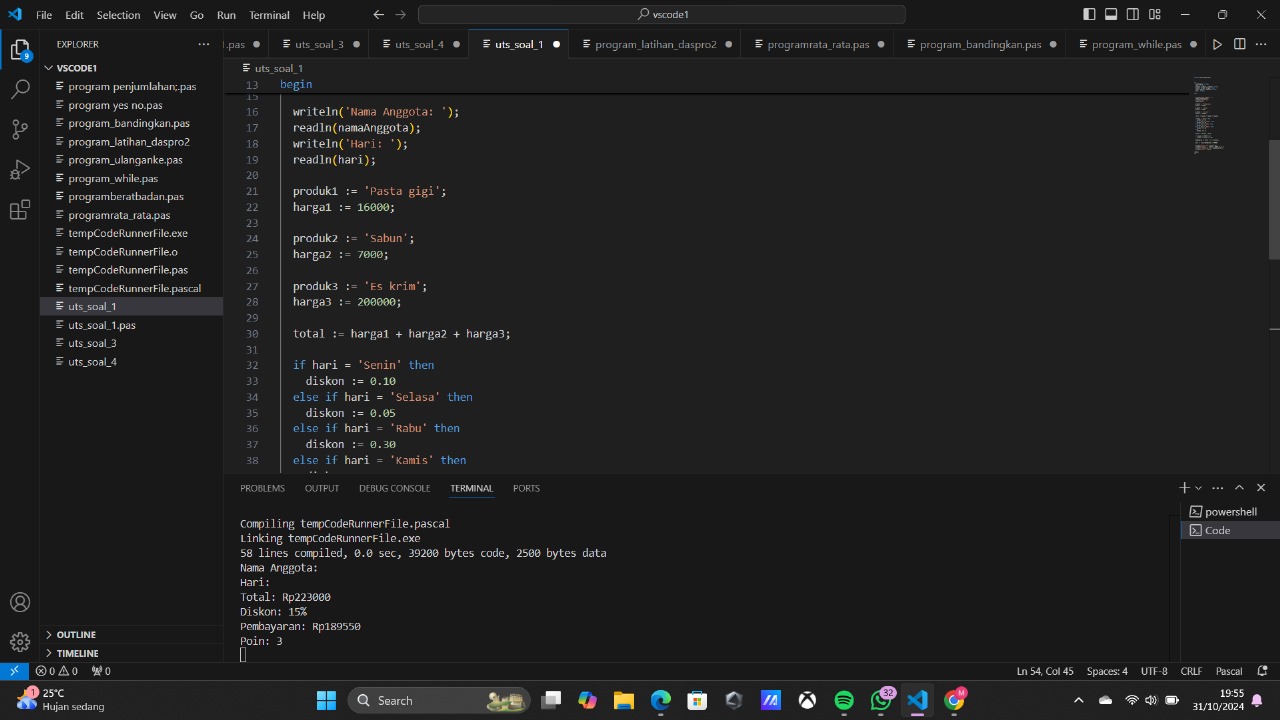 File Edit Selection View Go Run Terminal Help
vscode1
EXPLORER
.pas
uts_soal_3
uts_soal_4
uts_soal_1
program_latihan_daspro2
programrata_rata.pas
program_bandingkan.pas
program_while.pas
9
VSCODE1
program penjumlahan;.pas
program yes no.pas
program_bandingkan.pas
program_latihan_daspro2
program_ulanganke.pas
program_while.pas
programberatbadan.pas
programrata_rata.pas
tempCodeRunnerFile.exe
tempCodeRunnerFile.o
tempCodeRunnerFile.pas
tempCodeRunnerFile.pascal
uts_soal_1
uts_soal_1.pas
uts_soal_3
uts_soal_4
OUTLINE
TIMELINE
uts_soal_1
13 begin
15
16 writeln('Nama Anggota: ');
17 readln(namaAnggota);
18 writeln('Hari: ');
19 readln(hari);
20
21 produk1 := 'Pasta gigi';
22 harga1 := 16000;
23
24 produk2 := 'Sabun';
25 harga2 := 7000;
26
27 produk3 := 'Es krim';
28 harga3 := 200000;
29
30 total := harga1 + harga2 + harga3;
31
32 if hari = 'Senin' then
33 diskon := 0.10
34 else if hari = 'Selasa' then
35 diskon := 0.05
36 else if hari = 'Rabu' then
37 diskon := 0.30
38 else if hari = 'Kamis' then
PROBLEMS OUTPUT DEBUG CONSOLE TERMINAL PORTS
Compiling tempCodeRunnerFile.pascal
Linking tempCodeRunnerFile.exe
58 lines compiled, 0.0 sec, 39200 bytes code, 2500 bytes data
Nama Anggota:
Hari:
Total: Rp223000
Diskon: 15%
Pembayaran: Rp189550
Poin: 3
powershell
Code
0 0 0
Ln 54, Col 45 Spaces: 4 UTF-8 CRLF Pascal
1
25°C
Hujan sedang
Search
32
M
19:55
31/10/2024